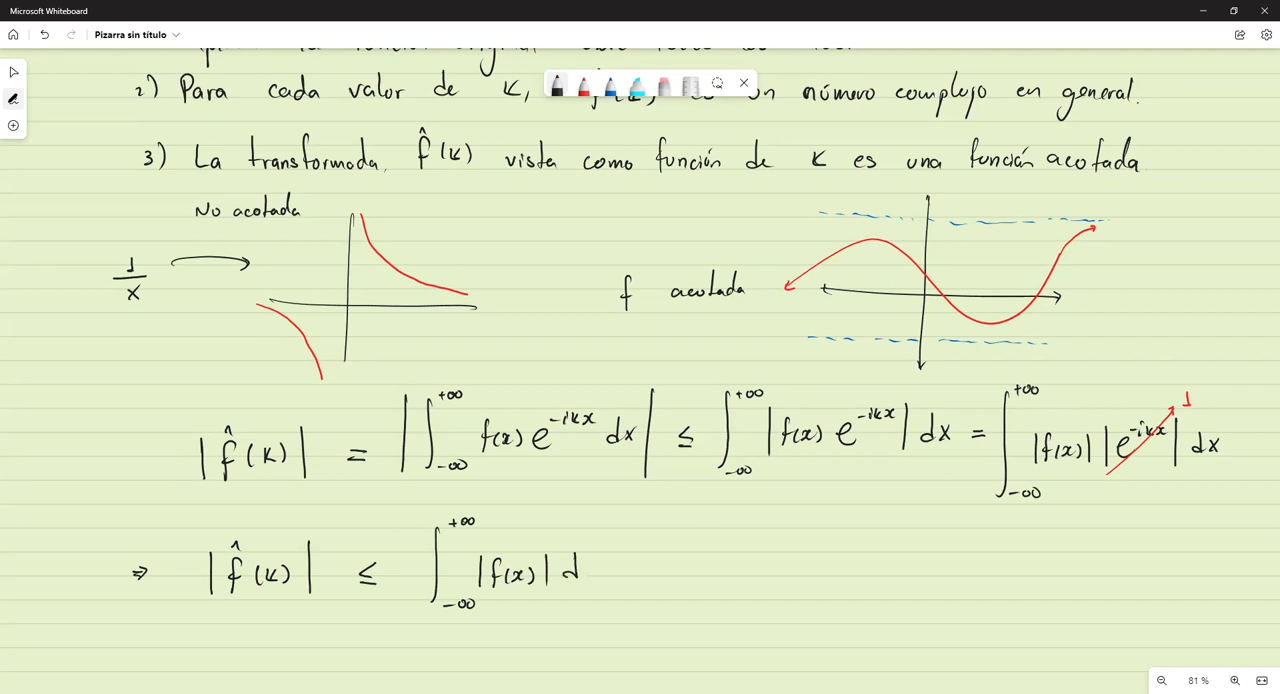 Microsoft Whiteboard
Pizarra sin título
2) Para cada valor de k, un número complejo en general.
3) La transformada, f̂(k) vista como función de k es una función acotada
No acotada
1/x
f acotada
|f̂(k)| = |∫_{-∞}^{+∞} f(x) e^{-ikx} dx| ≤ ∫_{-∞}^{+∞} |f(x) e^{-ikx}| dx = ∫_{-∞}^{+∞} |f(x)| |e^{-ikx}| dx
1
⇒ |f̂(k)| ≤ ∫_{-∞}^{+∞} |f(x)| d
81 %